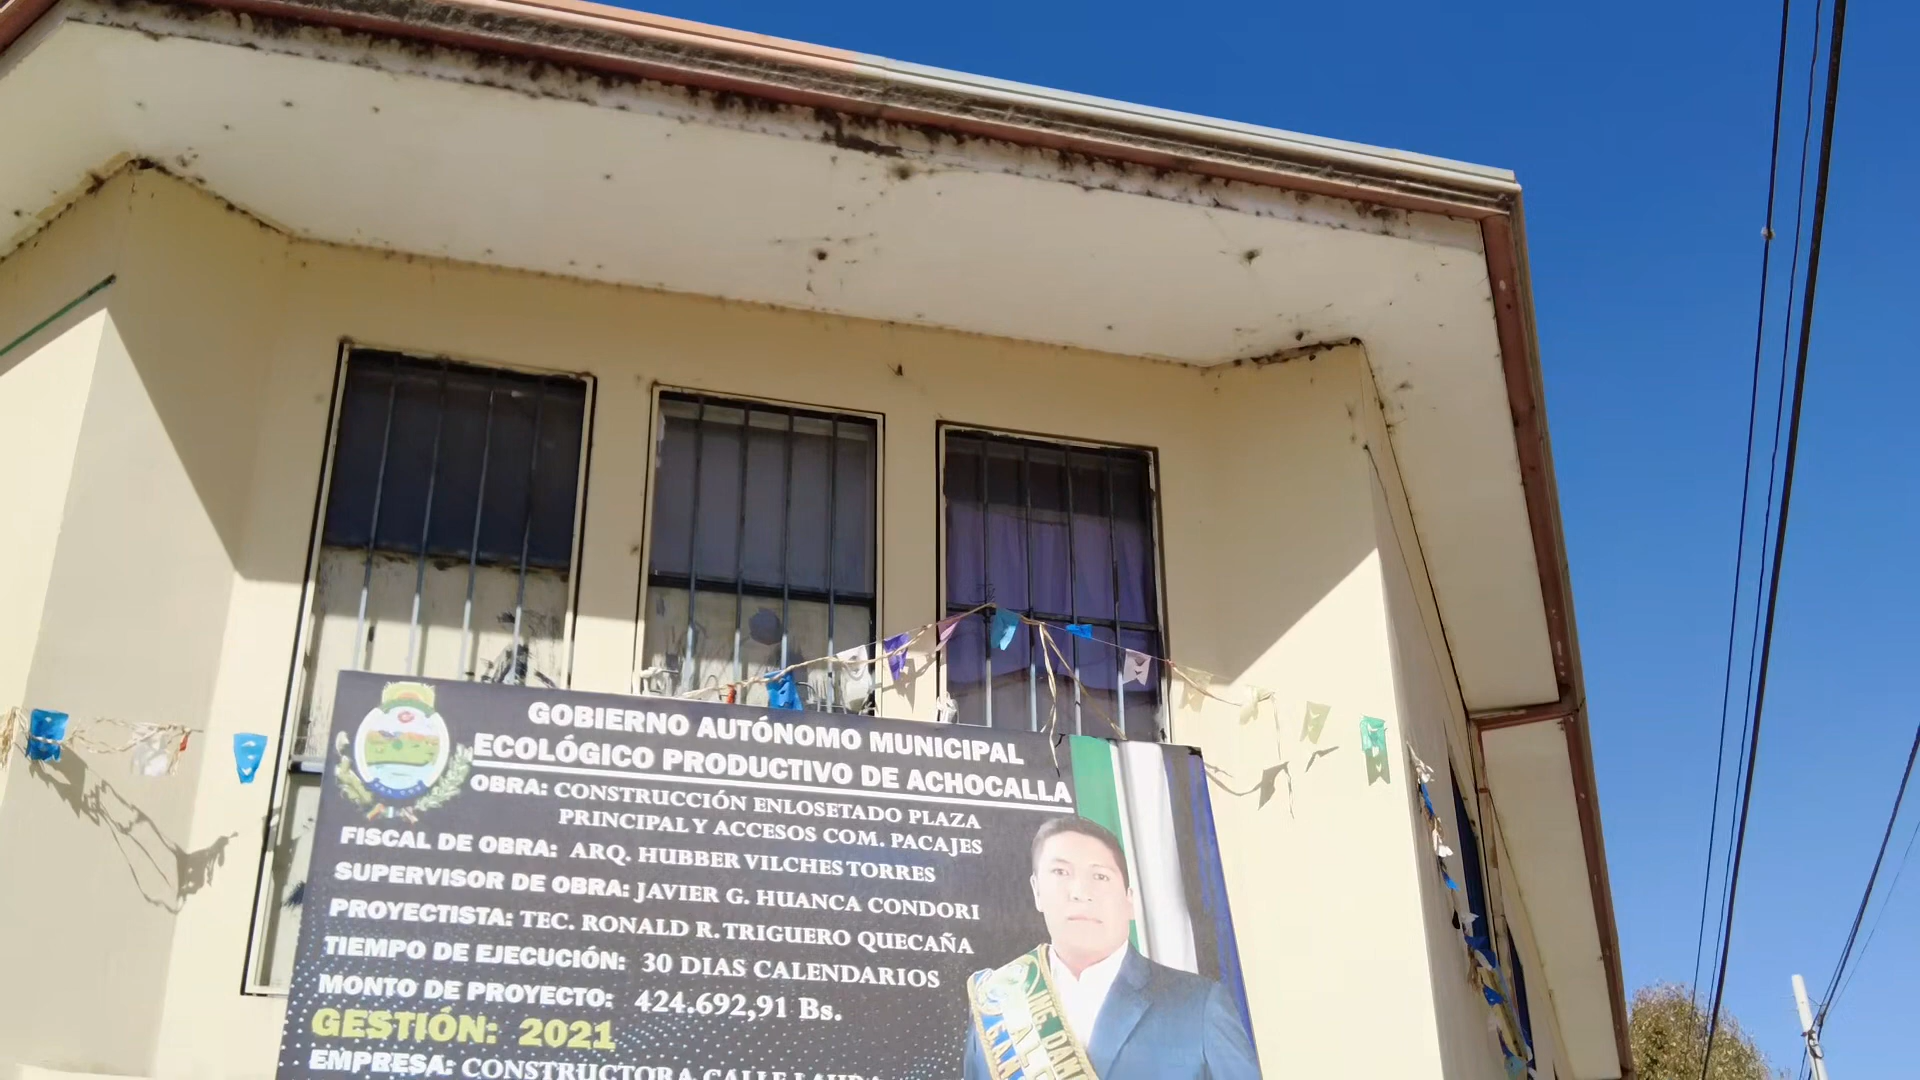 GOBIERNO AUTÓNOMO MUNICIPAL
ECOLÓGICO PRODUCTIVO DE ACHOCALLA
OBRA: CONSTRUCCIÓN ENLOSETADO PLAZA
PRINCIPAL Y ACCESOS COM. PACAJES
FISCAL DE OBRA: ARQ. HUBBER VILCHES TORRES
SUPERVISOR DE OBRA: JAVIER G. HUANCA CONDORI
PROYECTISTA: TEC. RONALD R. TRIGUERO QUECAÑA
TIEMPO DE EJECUCIÓN: 30 DIAS CALENDARIOS
MONTO DE PROYECTO: 424.692,91 Bs.
GESTIÓN: 2021
EMPRESA: CONSTRUCTORA CALLE